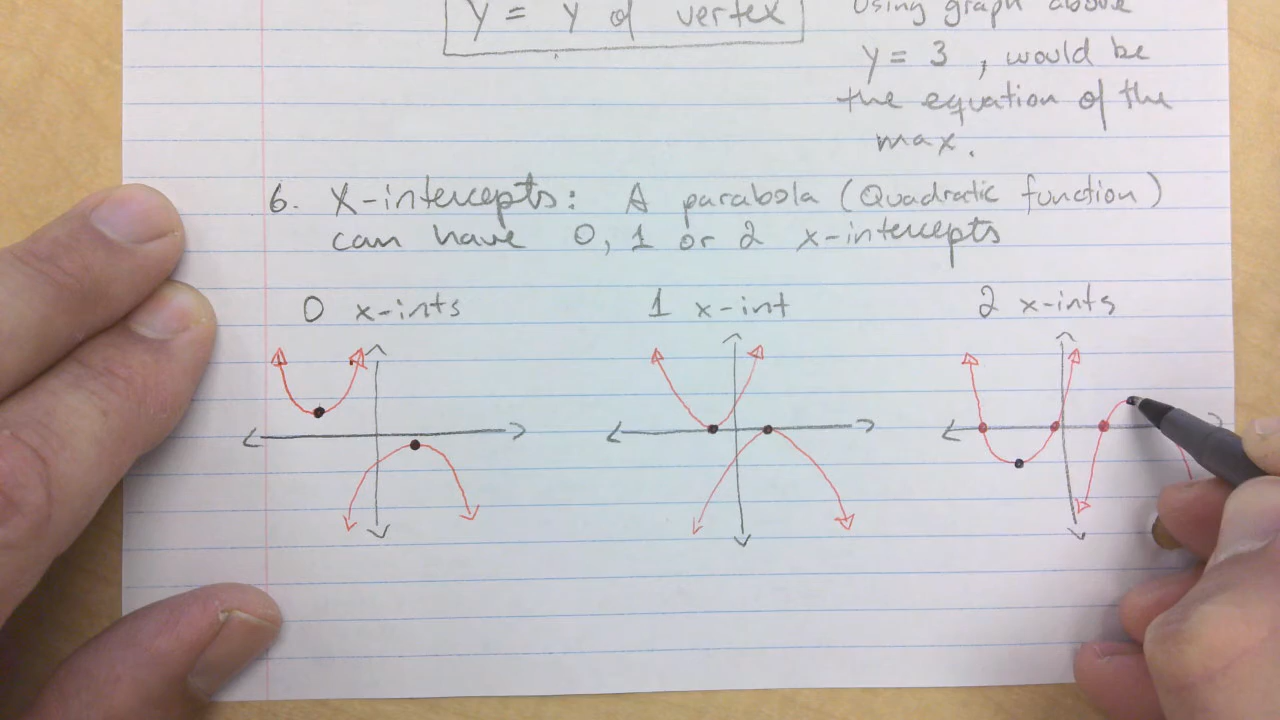 y = y of vertex
Using graph above
y = 3 , would be
the equation of the
max.
6. X-intercepts: A parabola (Quadratic function)
can have 0, 1 or 2 x-intercepts
0 x-ints
1 x-int
2 x-ints